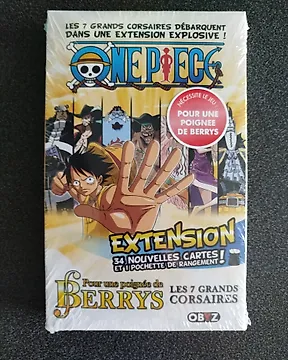 LES 7 GRANDS CORSAIRES DÉBARQUENT
DANS UNE EXTENSION EXPLOSIVE !
ONE PIECE
NÉCESSITE LE JEU
POUR UNE
POIGNÉE
DE BERRYS
EXTENSION
34 NOUVELLES CARTES
ET 1 POCHETTE DE RANGEMENT !
Pour une poignée de
BERRYS
LES 7 GRANDS
CORSAIRES
OBYZ